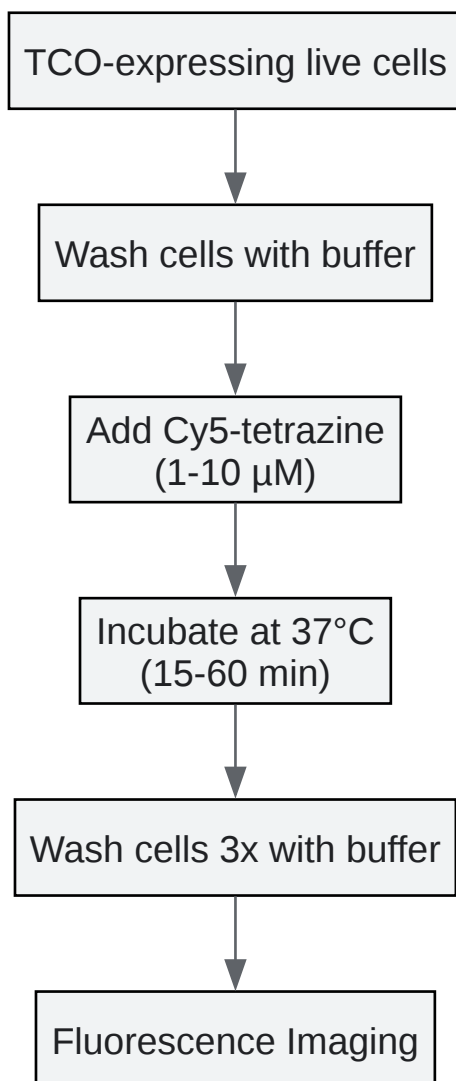 TCO-expressing live cells
Wash cells with buffer
Add Cy5-tetrazine
(1-10 µM)
Incubate at 37°C
(15-60 min)
Wash cells 3x with buffer
Fluorescence Imaging